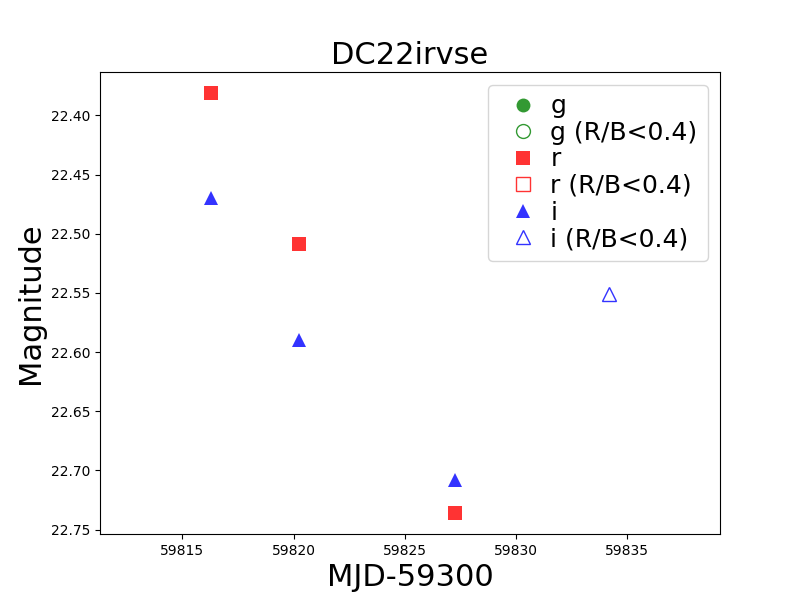 DC22irvse
g
g (R/B<0.4)
r
r (R/B<0.4)
i
i (R/B<0.4)
Magnitude
22.40
22.45
22.50
22.55
22.60
22.65
22.70
22.75
59815
59820
59825
59830
59835
MJD-59300